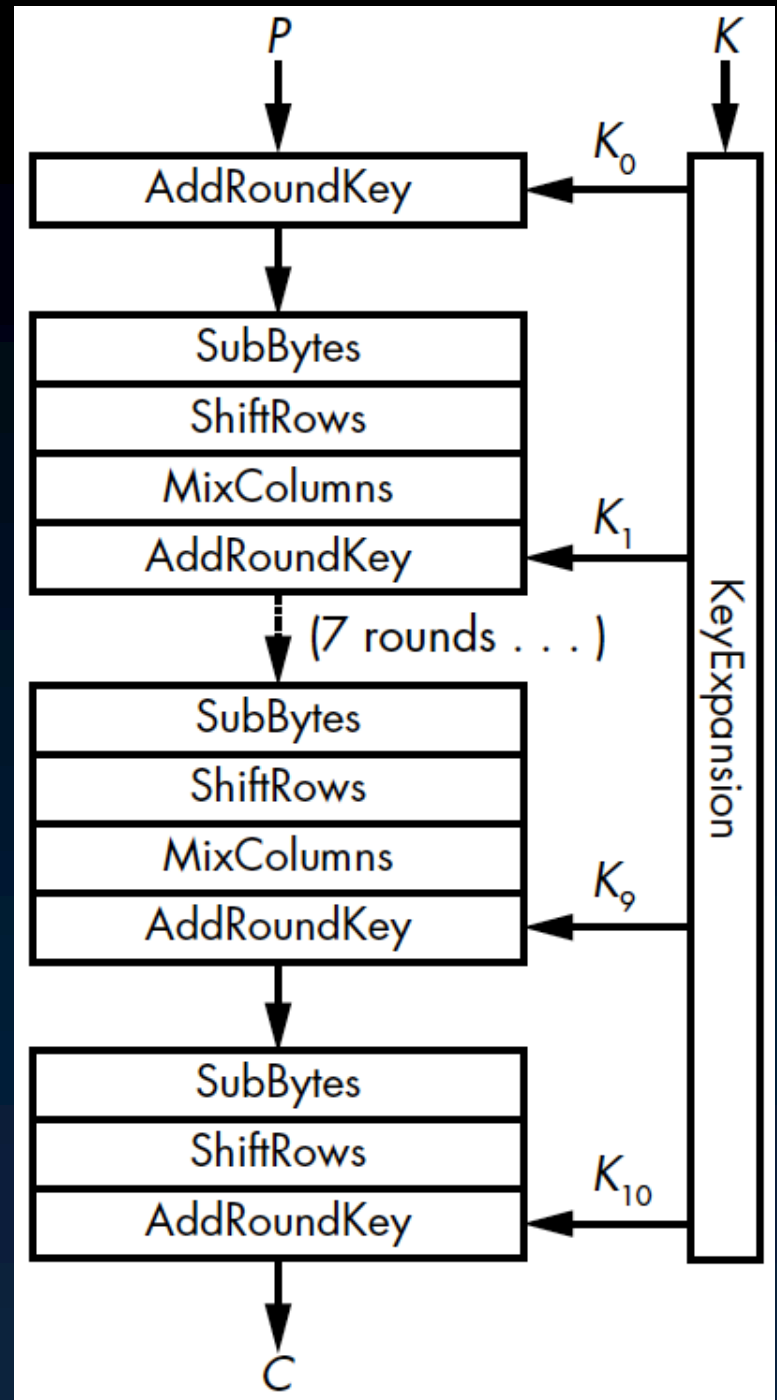 P
K
AddRoundKey
K₀
SubBytes
ShiftRows
MixColumns
AddRoundKey
K₁
(7 rounds . . . )
SubBytes
ShiftRows
MixColumns
AddRoundKey
K₉
SubBytes
ShiftRows
AddRoundKey
K₁₀
KeyExpansion
C